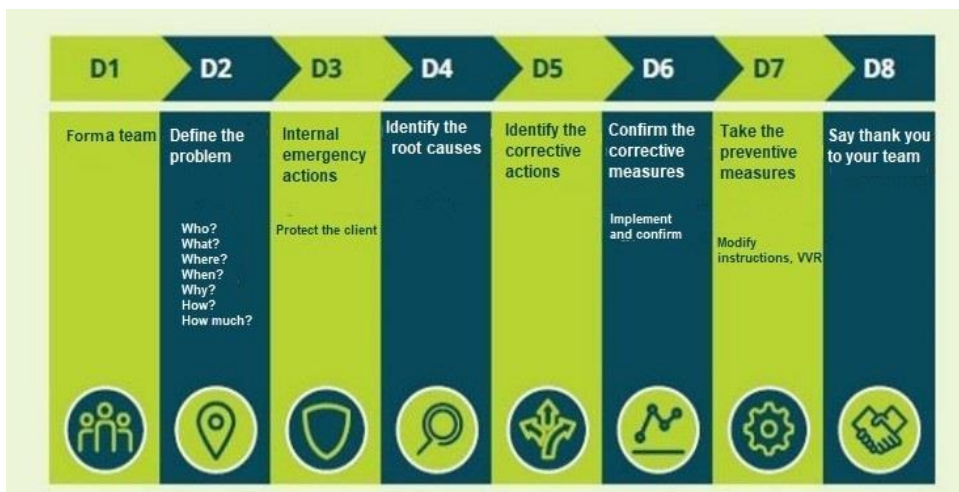 D1
D2
D3
D4
D5
D6
D7
D8
Form a team
Define the
problem
Who?
What?
Where?
When?
Why?
How?
How much?
Internal
emergency
actions
Protect the client
Identify the
root causes
Identify the
corrective
actions
Confirm the
corrective
measures
Implement
and confirm
Take the
preventive
measures
Modify
instructions, VVR
Say thank you
to your team